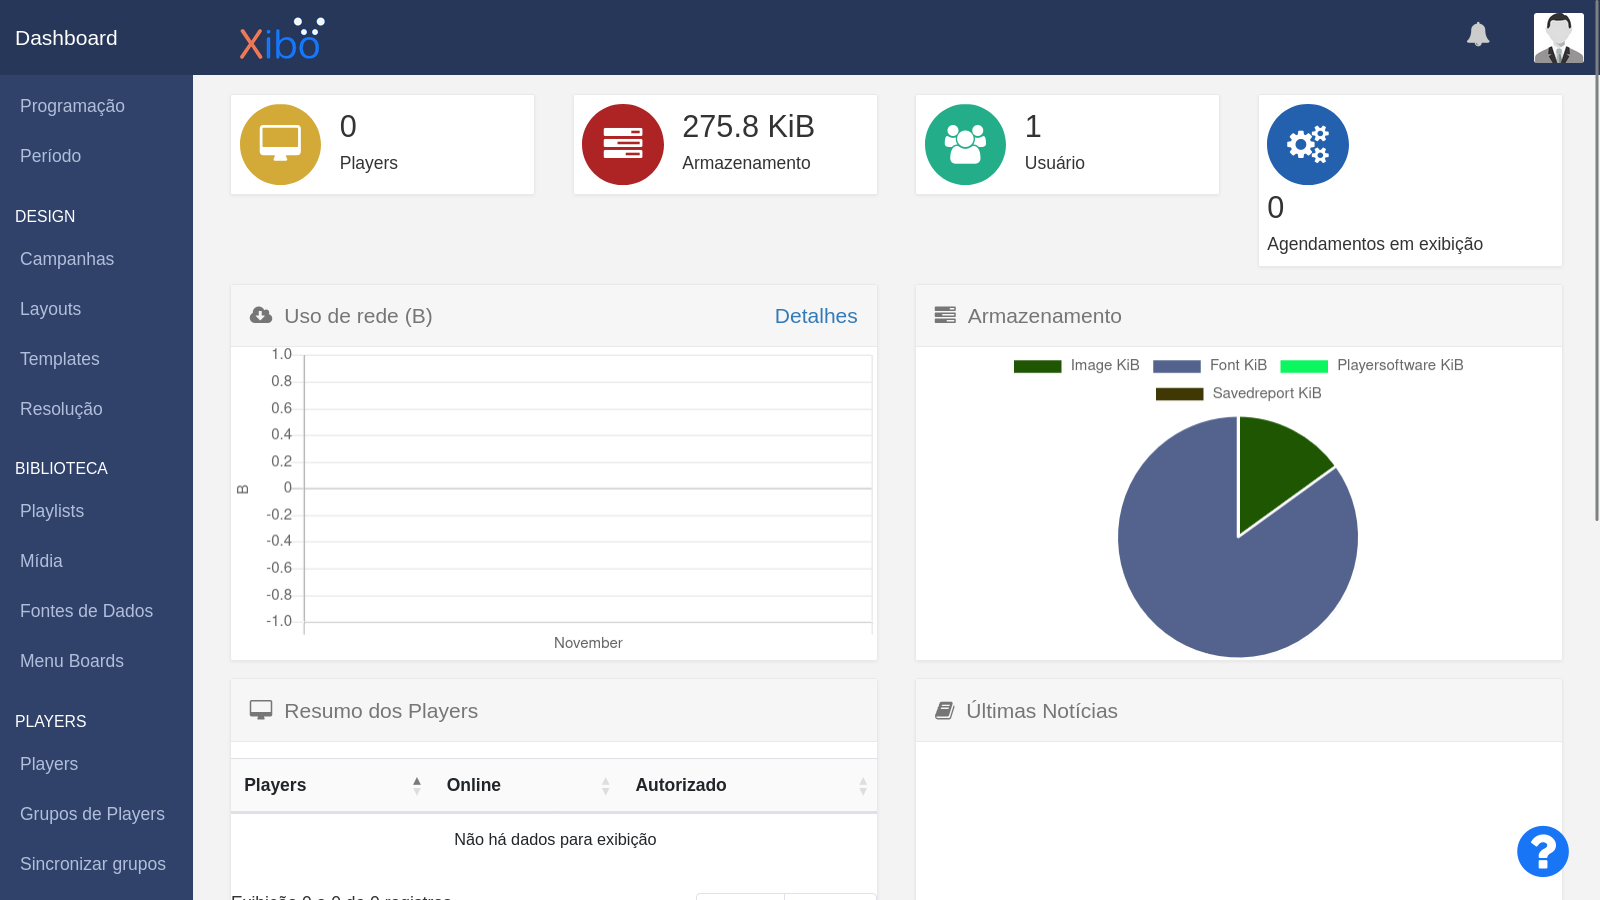 Dashboard
Xibo
Programação
Período
DESIGN
Campanhas
Layouts
Templates
Resolução
BIBLIOTECA
Playlists
Mídia
Fontes de Dados
Menu Boards
PLAYERS
Players
Grupos de Players
Sincronizar grupos
0
Players
275.8 KiB
Armazenamento
1
Usuário
0
Agendamentos em exibição
Uso de rede (B)
Detalhes
1.0
0.8
0.6
0.4
0.2
0
-0.2
-0.4
-0.6
-0.8
-1.0
B
November
Armazenamento
Image KiB
Font KiB
Playersoftware KiB
Savedreport KiB
Resumo dos Players
Players
Online
Autorizado
Não há dados para exibição
Exibição 0 a 0 de 0 registros
Últimas Notícias